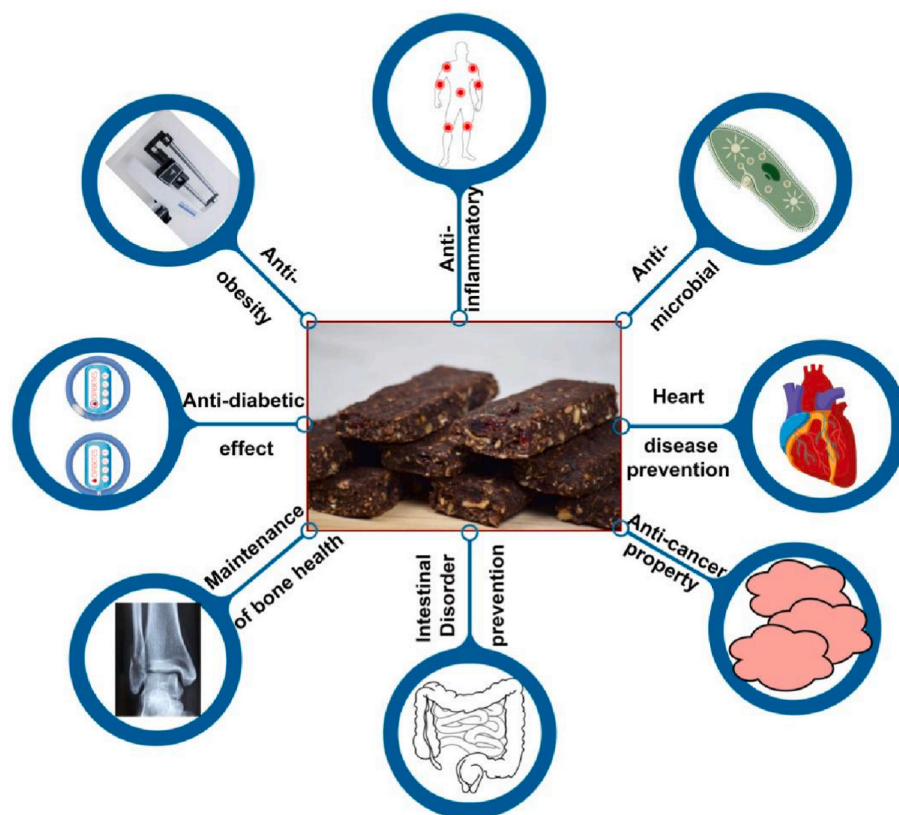 Anti-
inflammatory
Anti-
obesity
Anti-
microbial
Anti-diabetic
effect
Heart
disease
prevention
Maintenance
of bone health
Intestinal
Disorder
prevention
Anti-cancer
property